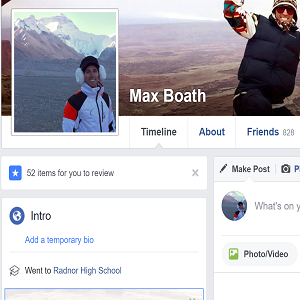 Max Boath
Timeline
About
Friends 828
52 items for you to review
Make Post
P
Intro
What's on y
Add a temporary bio
Photo/Video
Went to Radnor High School